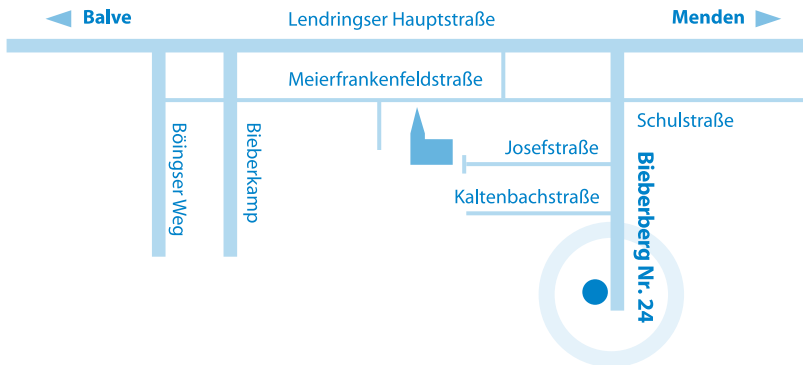 Balve
Lendringser Hauptstraße
Menden
Meierfrankenfeldstraße
Schulstraße
Böingser Weg
Bieberkamp
Josefstraße
Kaltenbachstraße
Bieberberg Nr. 24